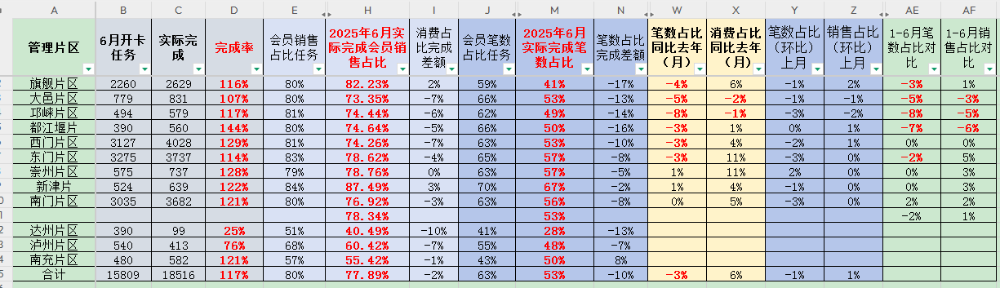 A B C D E H I J M N W X Y Z AE AF
管理片区 6月开卡任务 实际完成 完成率 会员销售占比任务 2025年6月实际完成会员销售占比 消费占比完成差额 会员笔数占比任务 2025年6月实际完成笔数占比 笔数占比完成差额 笔数占比同比去年（月） 消费占比同比去年（月） 笔数占比（环比）上月 销售占比（环比）上月 1-6月笔数占比对比 1-6月销售占比对比
2 旗舰片区 2260 2629 116% 80% 82.23% 2% 59% 41% -17% -4% 6% -1% 2% -3% 1%
3 大邑片区 779 831 107% 80% 73.35% -7% 66% 53% -13% -5% -2% -1% -1% -5% -3%
4 邛崃片区 494 579 117% 81% 74.44% -6% 62% 49% -14% -8% -1% -3% -2% -8% -5%
5 都江堰片 390 560 144% 80% 74.64% -5% 66% 50% -16% -3% 1% 0% 1% -7% -6%
西门片区 3127 4028 129% 81% 74.26% -7% 63% 53% -10% -3% 4% -2% 1% 0% 0%
7 东门片区 3275 3737 114% 83% 78.62% -4% 65% 57% -8% -3% 11% -3% 0% -2% 5%
崇州片区 575 737 128% 79% 78.76% 0% 63% 57% -5% 1% 11% 2% 0% 0% 3%
新津片 524 639 122% 84% 87.49% 3% 70% 67% -2% 1% 4% -1% 0% 0% 3%
0 南门片区 3035 3682 121% 80% 76.92% -3% 63% 56% -8% 0% 5% -3% 0% 2% 2%
1 78.34% 53% -2% 1%
2 达州片区 390 99 25% 51% 40.49% -10% 41% 28% -13%
3 泸州片区 540 413 76% 68% 60.42% -7% 55% 48% -7%
4 南充片区 480 582 121% 57% 55.42% -1% 43% 50% 8%
5 合计 15809 18516 117% 80% 77.89% -2% 63% 53% -10% -3% 6% -1% 1%